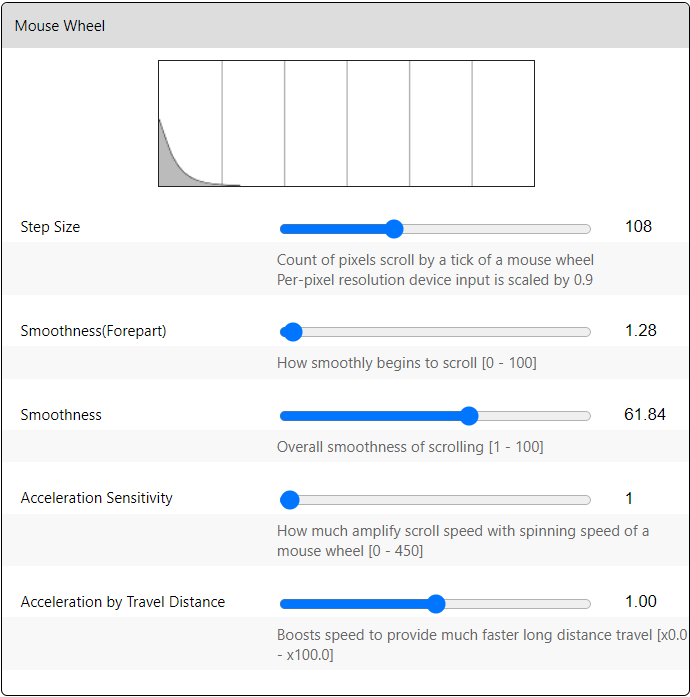 Mouse Wheel
Step Size 108
Count of pixels scroll by a tick of a mouse wheel
Per-pixel resolution device input is scaled by 0.9
Smoothness(Forepart) 1.28
How smoothly begins to scroll [0 - 100]
Smoothness 61.84
Overall smoothness of scrolling [1 - 100]
Acceleration Sensitivity 1
How much amplify scroll speed with spinning speed of a
mouse wheel [0 - 450]
Acceleration by Travel Distance 1.00
Boosts speed to provide much faster long distance travel [x0.0
- x100.0]